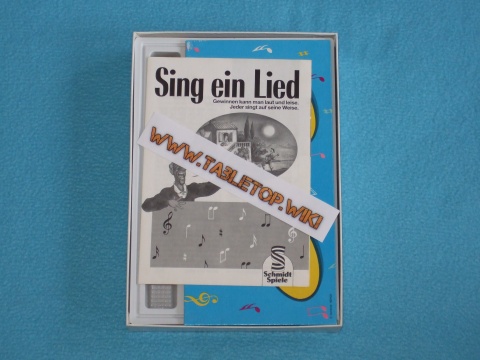 Sing ein Lied
Gewinnen kann man laut und leise.
Jeder singt auf seine Weise.
WWW.TABLETOP.WIKI
S
Schmidt
Spiele